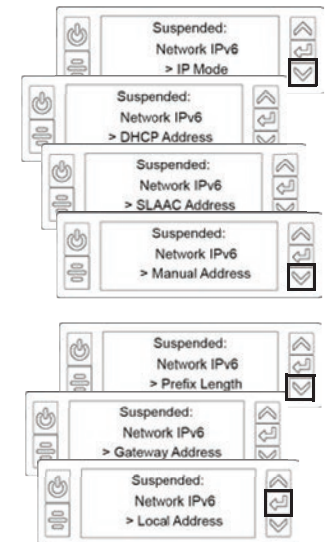 Suspended:
Network IPv6
> IP Mode
Suspended:
Network IPv6
> DHCP Address
Suspended:
Network IPv6
> SLAAC Address
Suspended:
Network IPv6
> Manual Address
Suspended:
Network IPv6
> Prefix Length
Suspended:
Network IPv6
> Gateway Address
Suspended:
Network IPv6
> Local Address